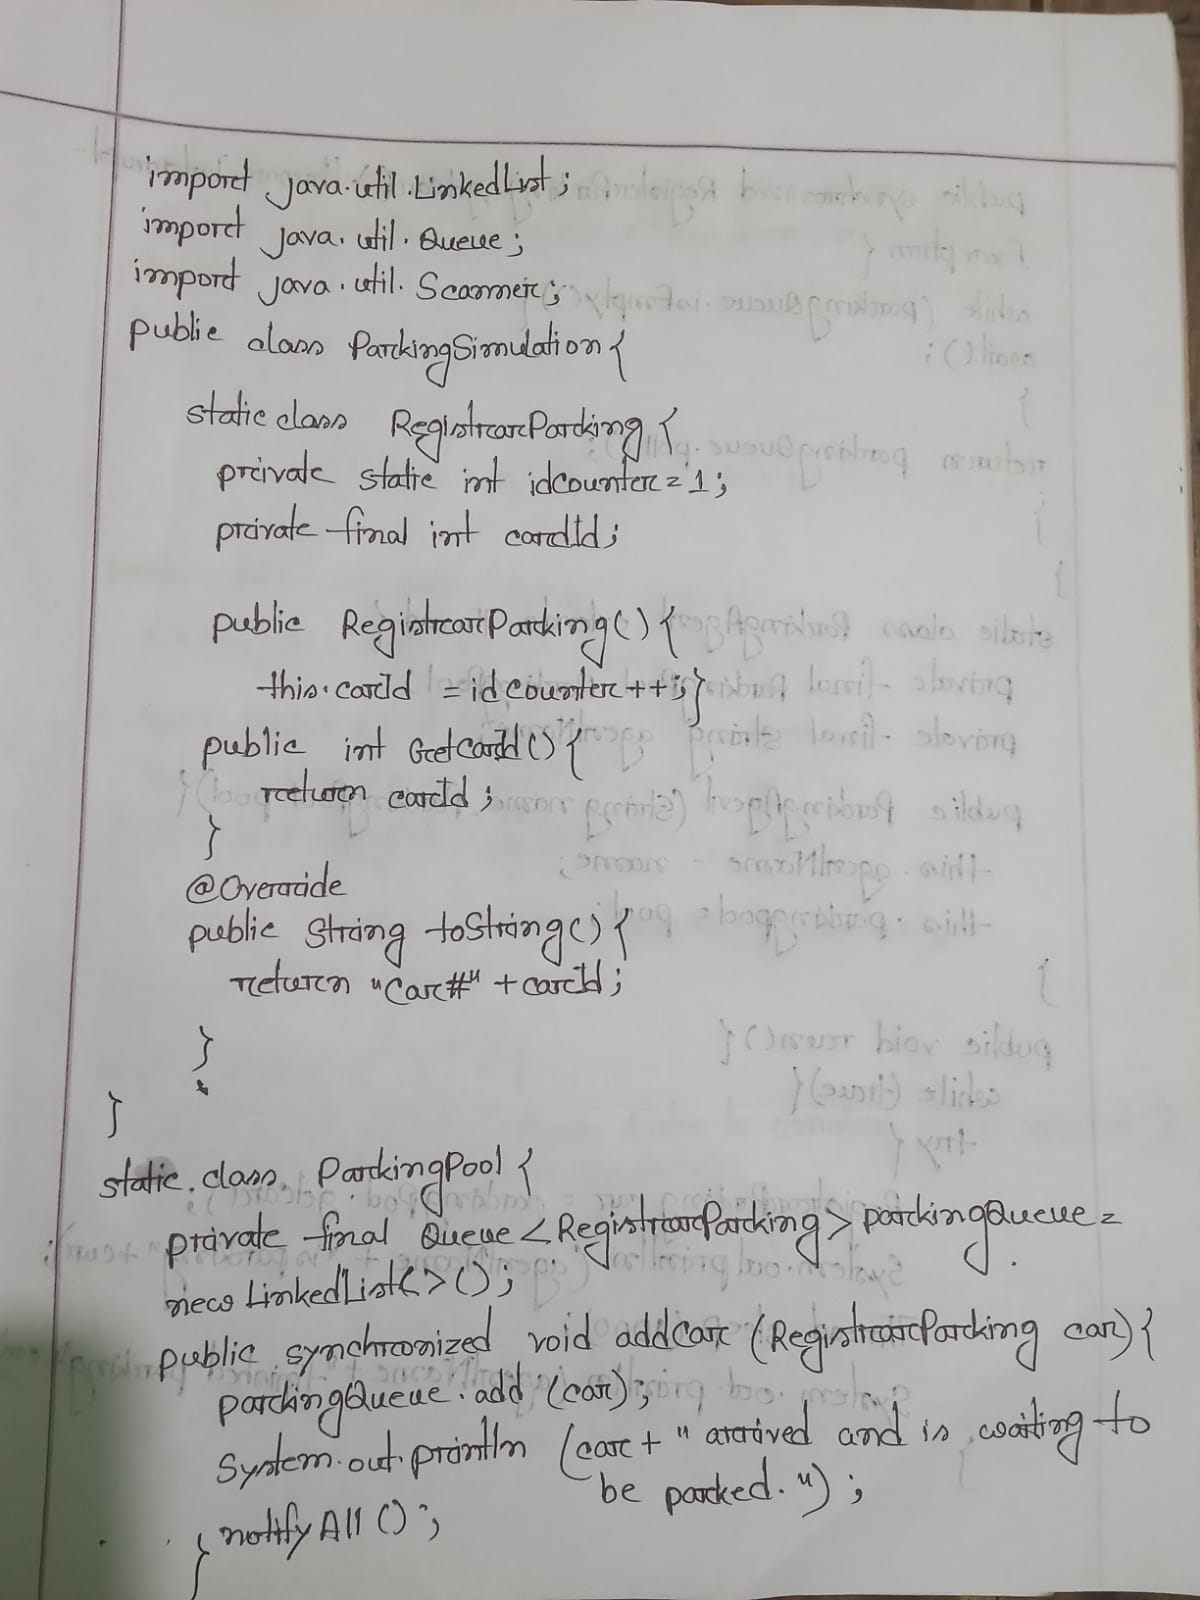 import java.util.LinkedList;
import java.util.Queue;
import java.util.Scanner;
public class ParkingSimulation{
static class RegistrarParking{
private static int idcounter=1;
private final int carId;
public RegistrarParking(){
this.carId = idcounter++;}
public int GetCarId(){
return carId;
}
@Override
public String toString(){
return "Car#" + carId;
}
}
static class ParkingPool{
private final Queue<RegistrarParking> parkingQueue=
new LinkedList<>();
public synchronized void addCar(RegistrarParking car){
parkingQueue.add(car);
System.out.println(car+" arrived and is waiting to
be parked.");
} notifyAll();